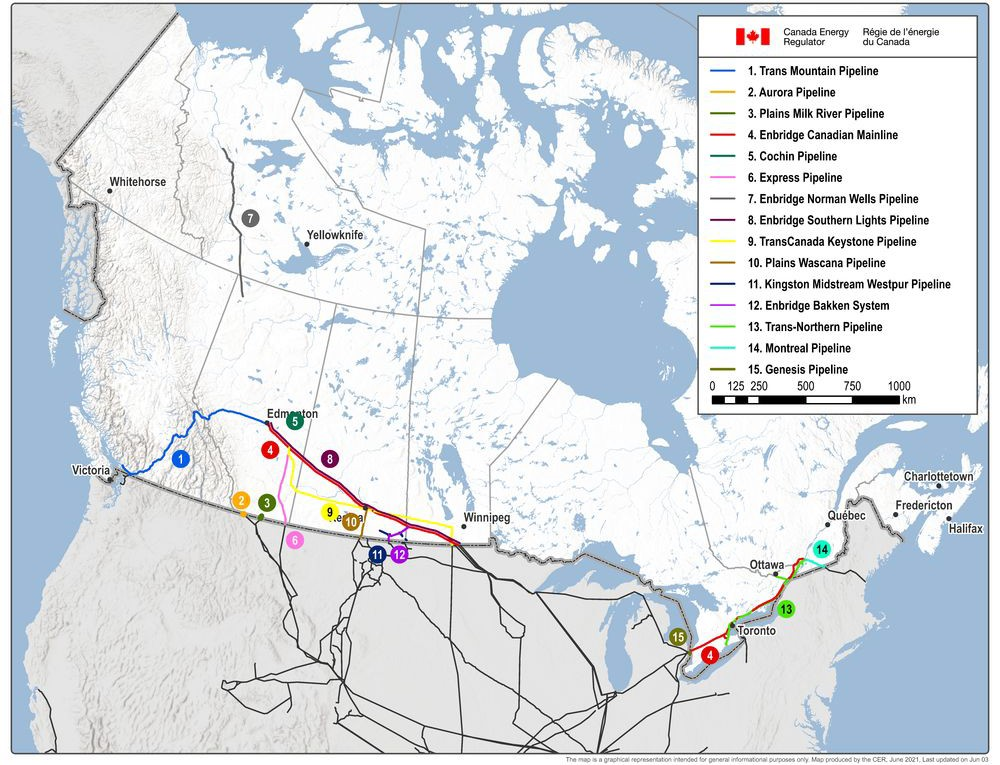 Canada Energy Régie de l'énergie
Regulator du Canada
1. Trans Mountain Pipeline
2. Aurora Pipeline
3. Plains Milk River Pipeline
4. Enbridge Canadian Mainline
5. Cochin Pipeline
6. Express Pipeline
7. Enbridge Norman Wells Pipeline
8. Enbridge Southern Lights Pipeline
9. TransCanada Keystone Pipeline
10. Plains Wascana Pipeline
11. Kingston Midstream Westpur Pipeline
12. Enbridge Bakken System
13. Trans-Northern Pipeline
14. Montreal Pipeline
15. Genesis Pipeline
0 125 250 500 750 1000
km
Whitehorse
7
Yellowknife
Edmonton
5
4
8
1
Victoria
2
3
9
10
Winnipeg
6
11
12
Charlottetown
Fredericton
Québec
Halifax
14
Ottawa
13
15
Toronto
4
The map is a graphical representation intended for general informational purposes only. Map produced by the CER, June 2021, Last updated on Jun 03